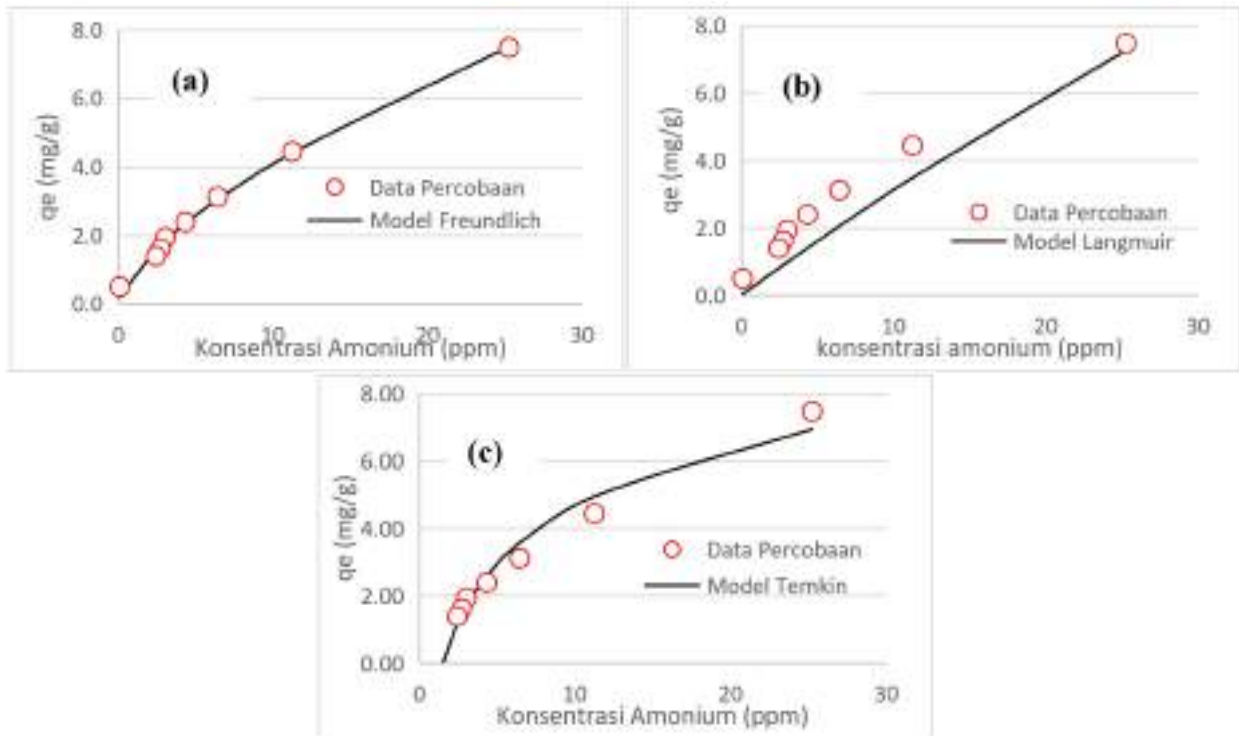 (a)
qe (mg/g)
8.0
6.0
4.0
2.0
0.0
Data Percobaan
Model Freundlich
0 10 20 30
Konsentrasi Amonium (ppm)
(b)
qe (mg/g)
8.0
6.0
4.0
2.0
0.0
Data Percobaan
Model Langmuir
0 10 20 30
konsentrasi amonium (ppm)
(c)
qe (mg/g)
8.00
6.00
4.00
2.00
0.00
Data Percobaan
Model Temkin
0 10 20 30
Konsentrasi Amonium (ppm)